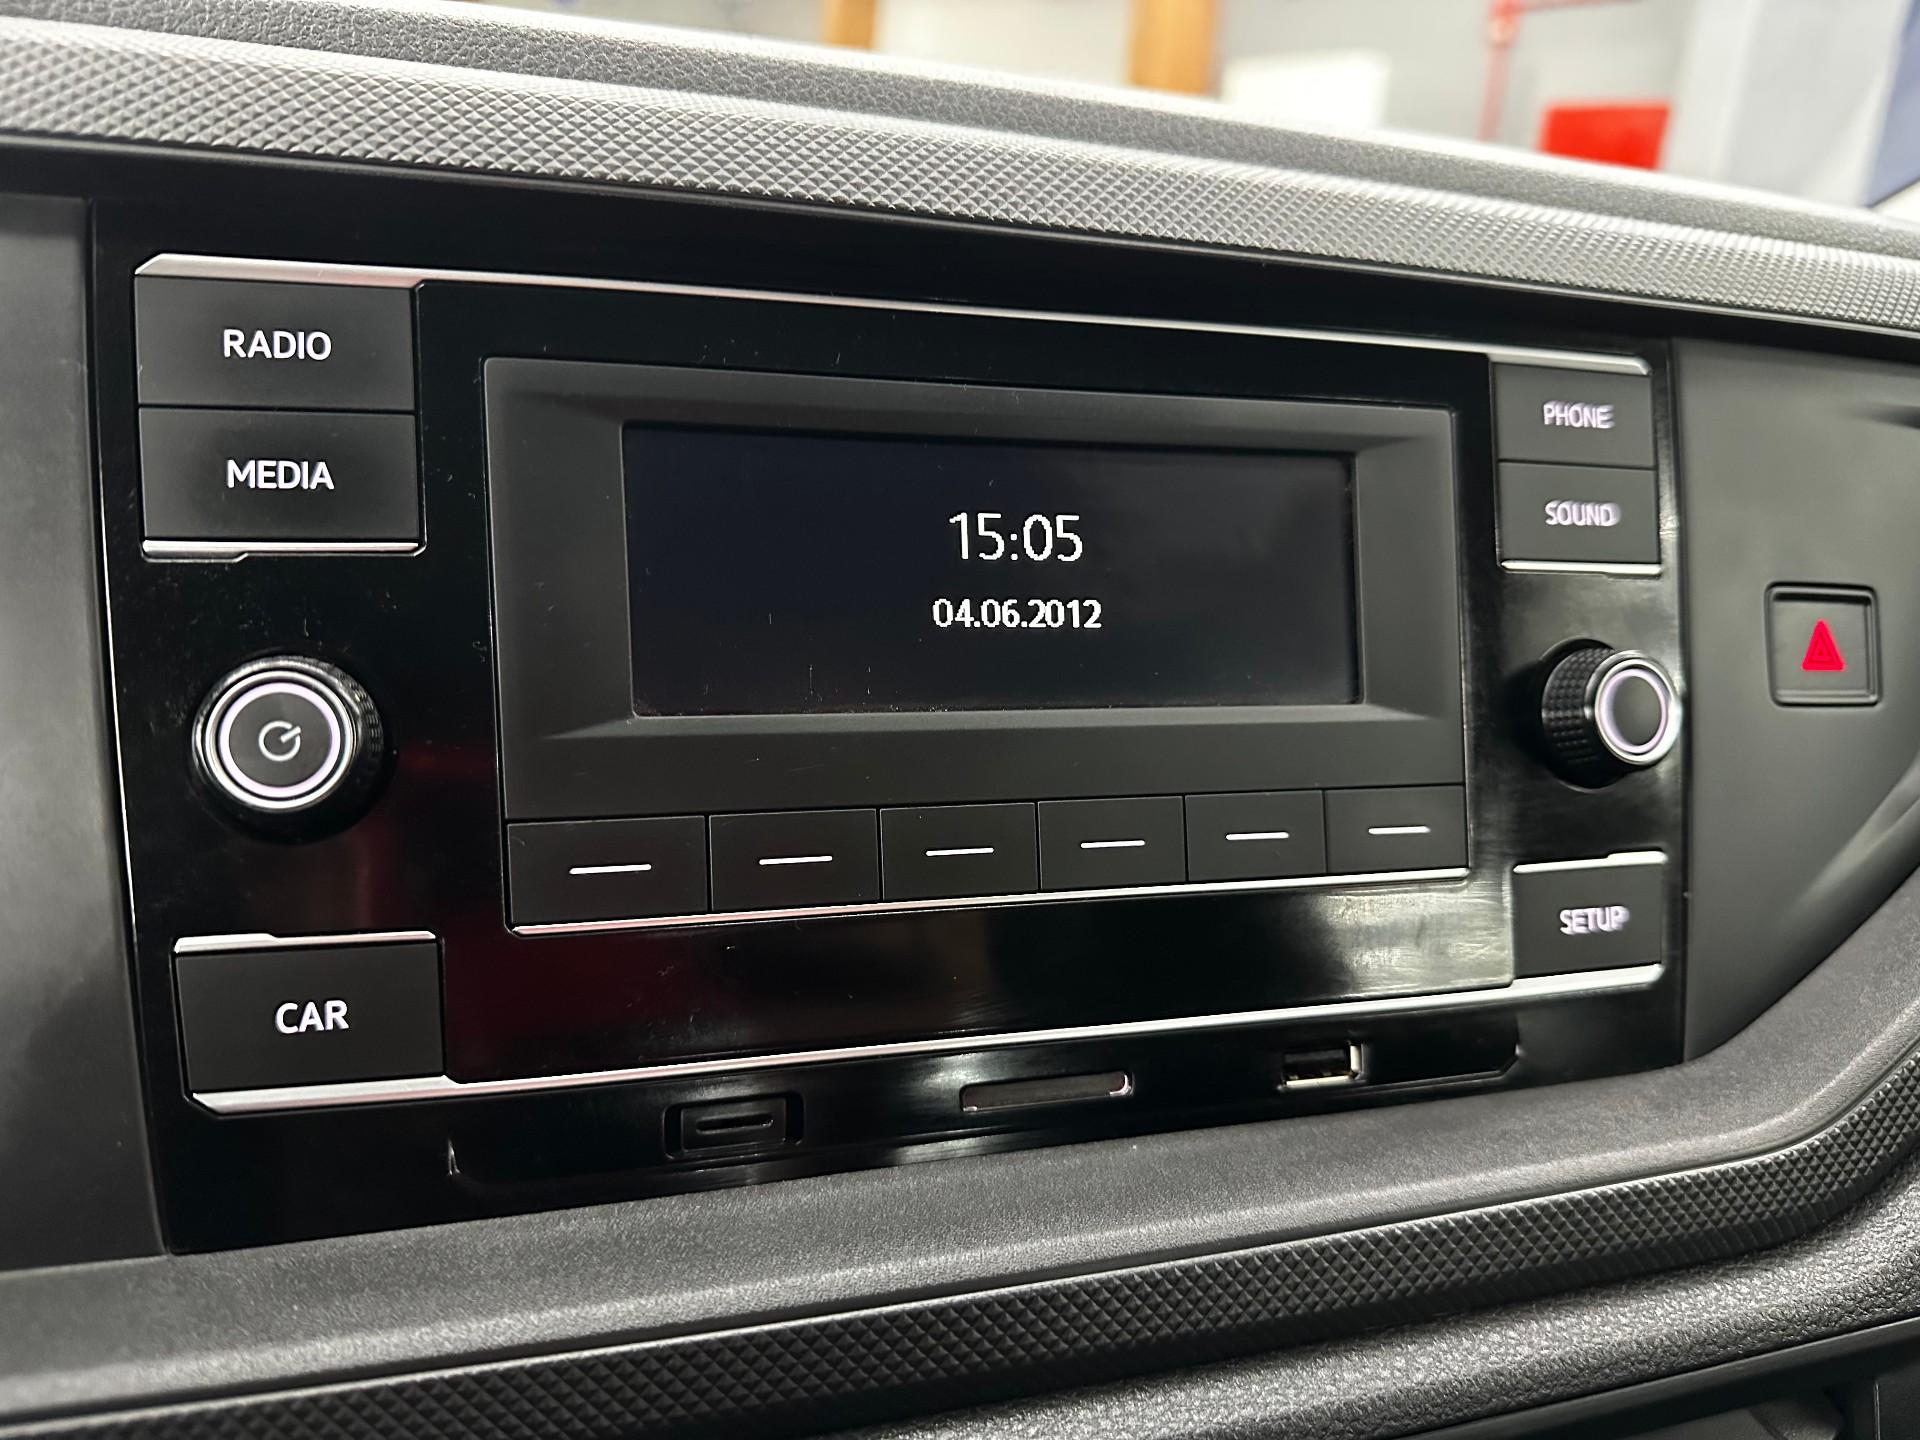 RADIO
MEDIA
PHONE
SOUND
15:05
04.06.2012
CAR
SETUP